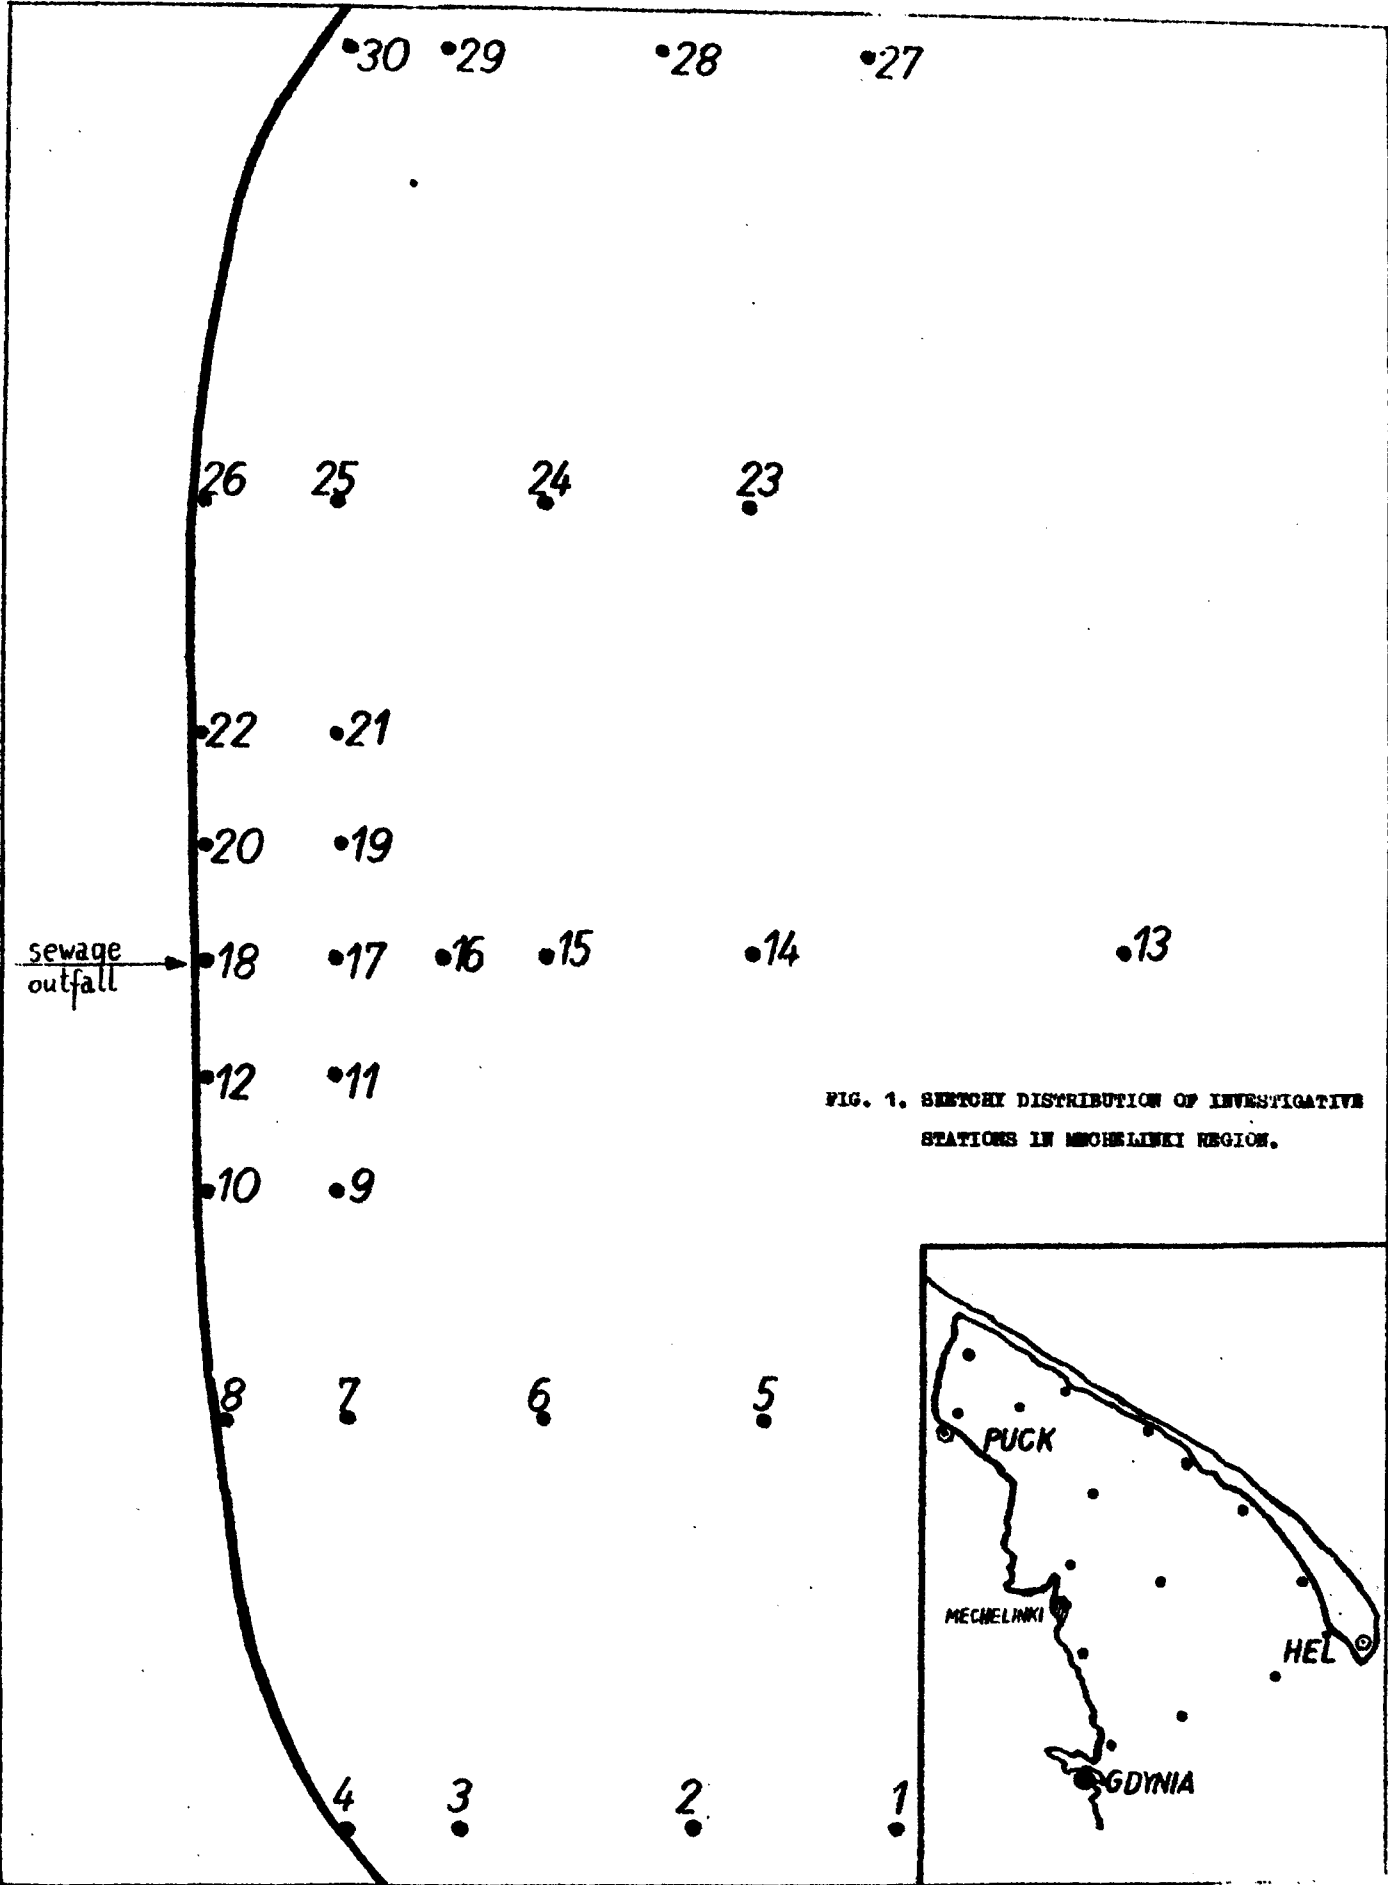 30 29 28 27
26 25 24 23
22 21
20 19
sewage
outfall
18 17 16 15 14 13
12 11
FIG. 1. SKETCHY DISTRIBUTION OF INVESTIGATIVE
STATIONS IN MECHELINKI REGION.
10 9
8 7 6 5
PUCK
MECHELINKI
HEL
GDYNIA
4 3 2 1